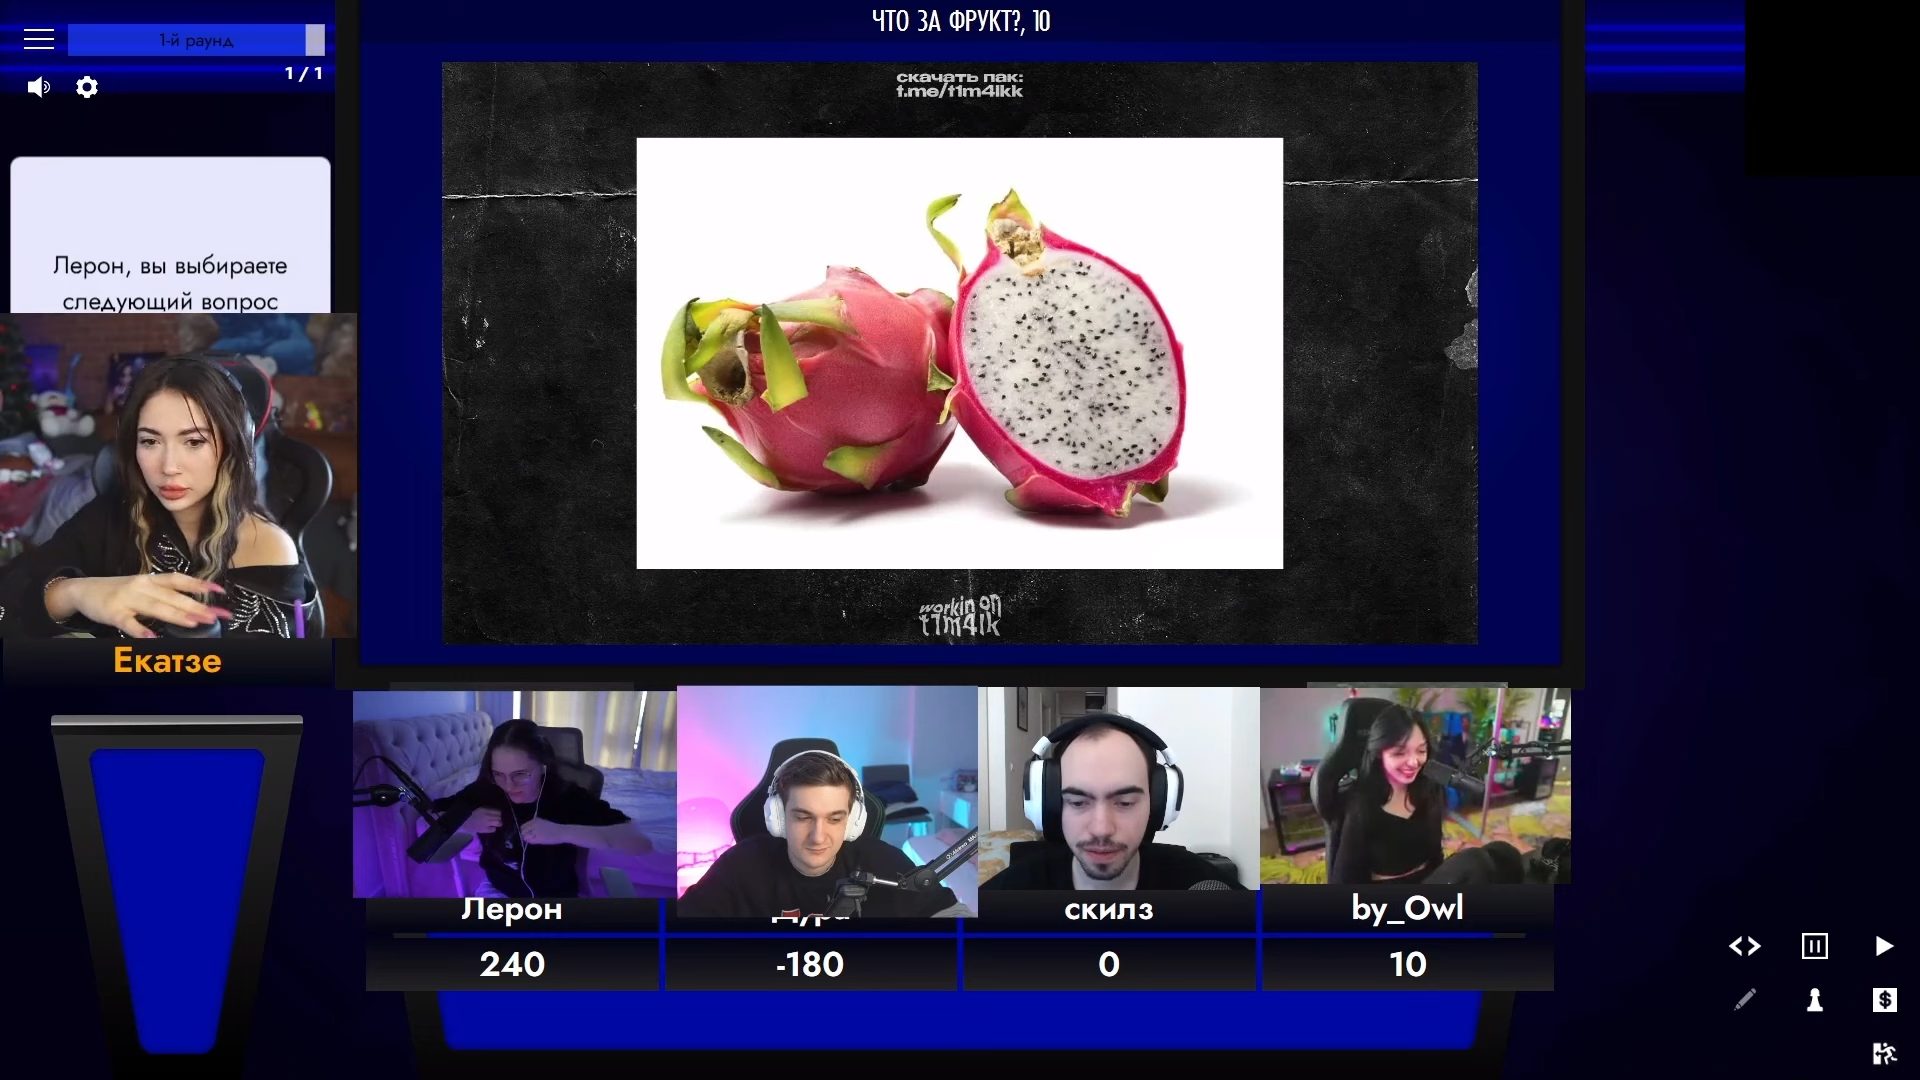 ЧТО ЗА ФРУКТ?, 10
1-й раунд
1 / 1
скачать пак:
t.me/t1m4lkk
Лерон, вы выбираете
следующий вопрос
workin on
t1m4lk
Екатзе
Лерон
скилз
by_Owl
240
-180
0
10